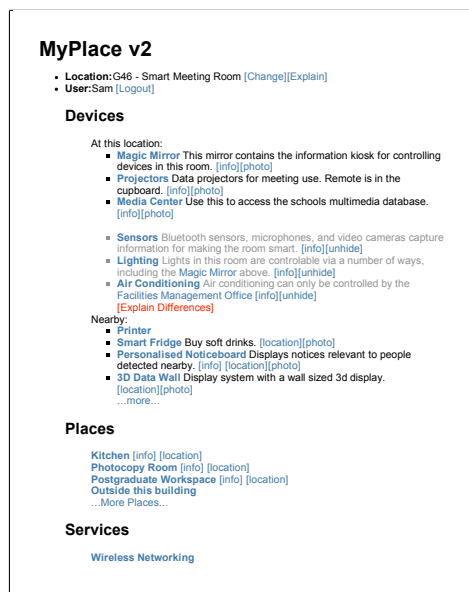 MyPlace v2
Location:G46 - Smart Meeting Room [Change][Explain]
User:Sam [Logout]
Devices
At this location:
Magic Mirror This mirror contains the information kiosk for controlling
devices in this room. [info][photo]
Projectors Data projectors for meeting use. Remote is in the
cupboard. [info][photo]
Media Center Use this to access the schools multimedia database.
[info][photo]
Sensors Bluetooth sensors, microphones, and video cameras capture
information for making the room smart. [info][unhide]
Lighting Lights in this room are controlable via a number of ways,
including the Magic Mirror above. [info][unhide]
Air Conditioning Air conditioning can only be controlled by the
Facilities Management Office [info][unhide]
[Explain Differences]
Nearby:
Printer
Smart Fridge Buy soft drinks. [location][photo]
Personalised Noticeboard Displays notices relevant to people
detected nearby. [info] [location][photo]
3D Data Wall Display system with a wall sized 3d display.
[location][photo]
...more...
Places
Kitchen [info] [location]
Photocopy Room [info] [location]
Postgraduate Workspace [info] [location]
Outside this building
...More Places...
Services
Wireless Networking